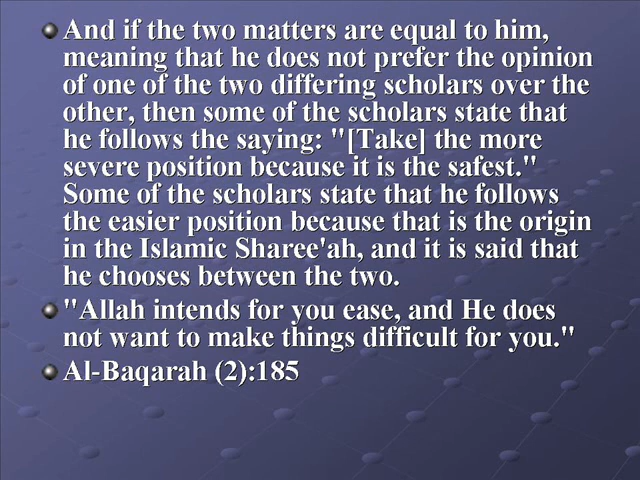 And if the two matters are equal to him,
meaning that he does not prefer the opinion
of one of the two differing scholars over the
other, then some of the scholars state that
he follows the saying: "[Take] the more
severe position because it is the safest."
Some of the scholars state that he follows
the easier position because that is the origin
in the Islamic Sharee'ah, and it is said that
he chooses between the two.
"Allah intends for you ease, and He does
not want to make things difficult for you."
Al-Baqarah (2):185